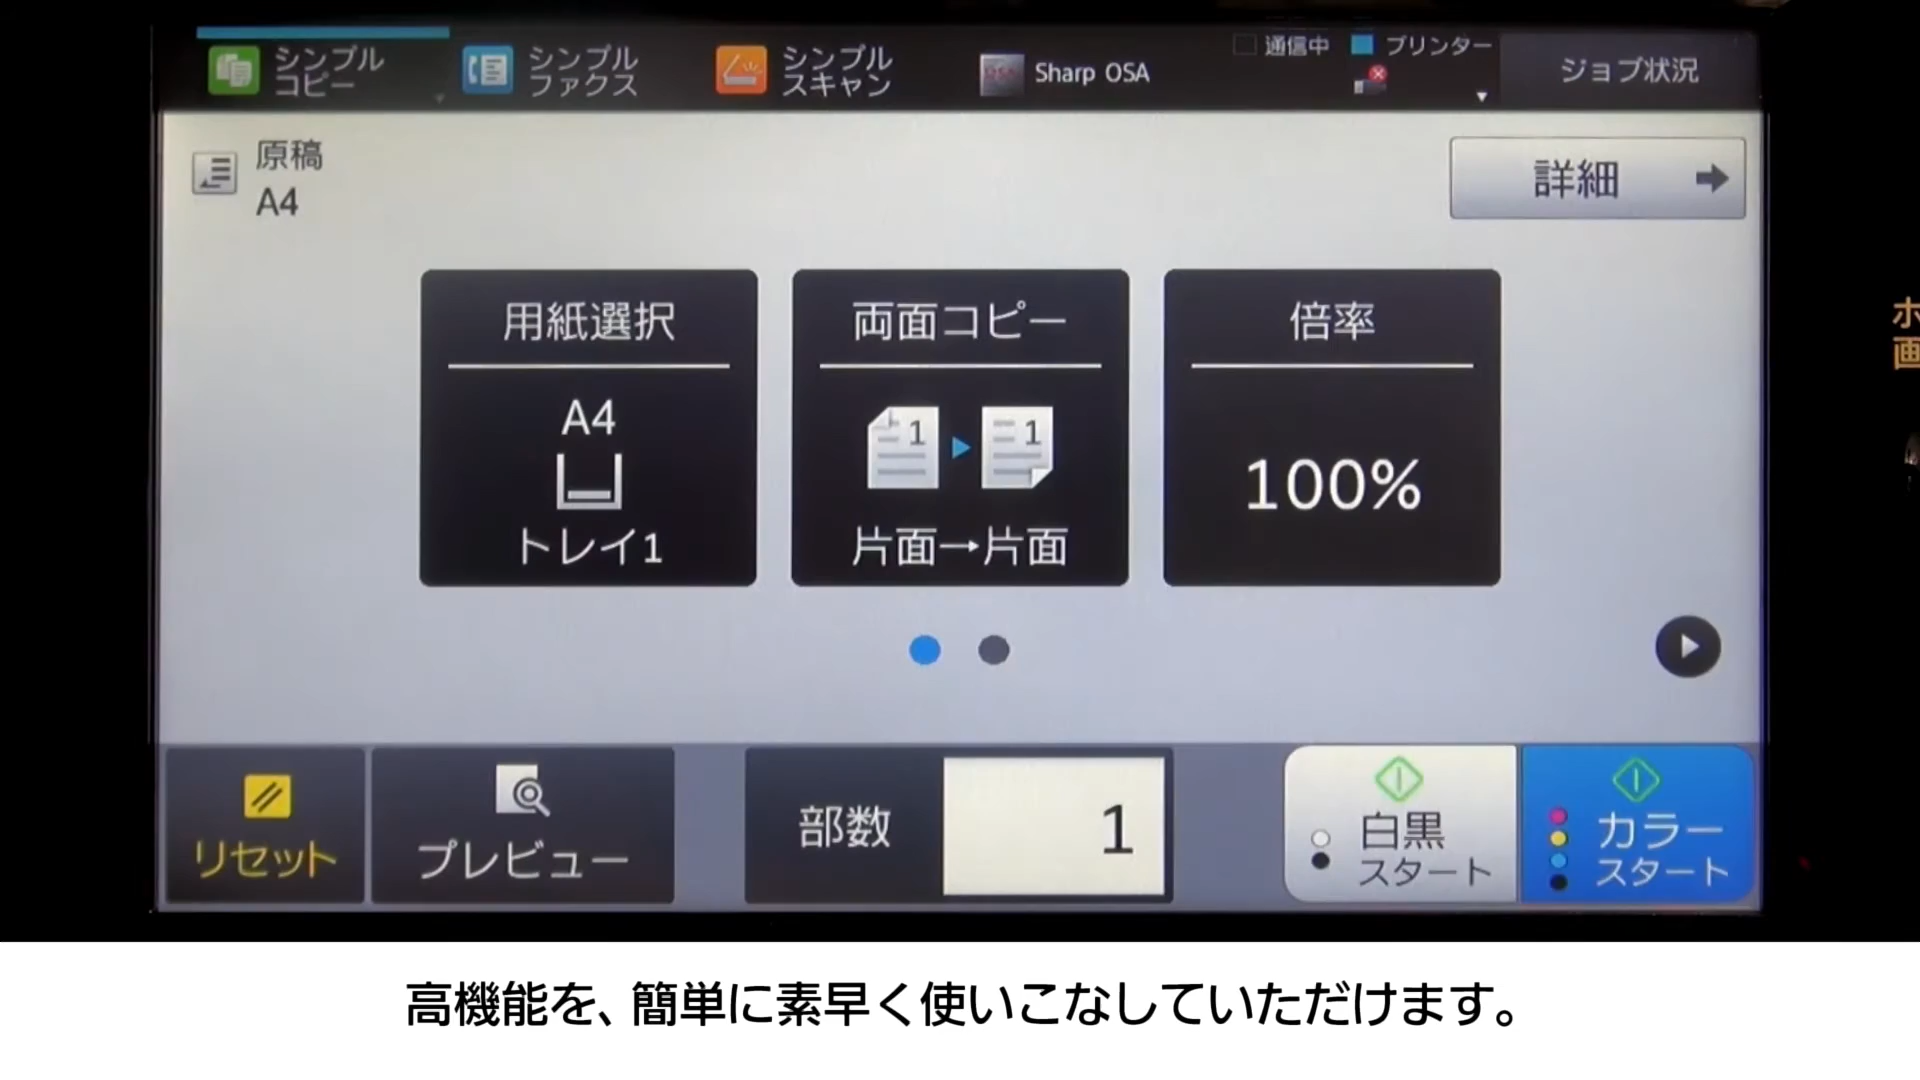 シンプル
コピー
シンプル
ファクス
シンプル
スキャン
Sharp OSA
通信中
プリンター
ジョブ状況
原稿
A4
詳細
用紙選択
A4
トレイ1
両面コピー
1
1
片面→片面
倍率
100%
リセット
プレビュー
部数
1
白黒
スタート
カラー
スタート
高機能を、簡単に素早く使いこなしていただけます。